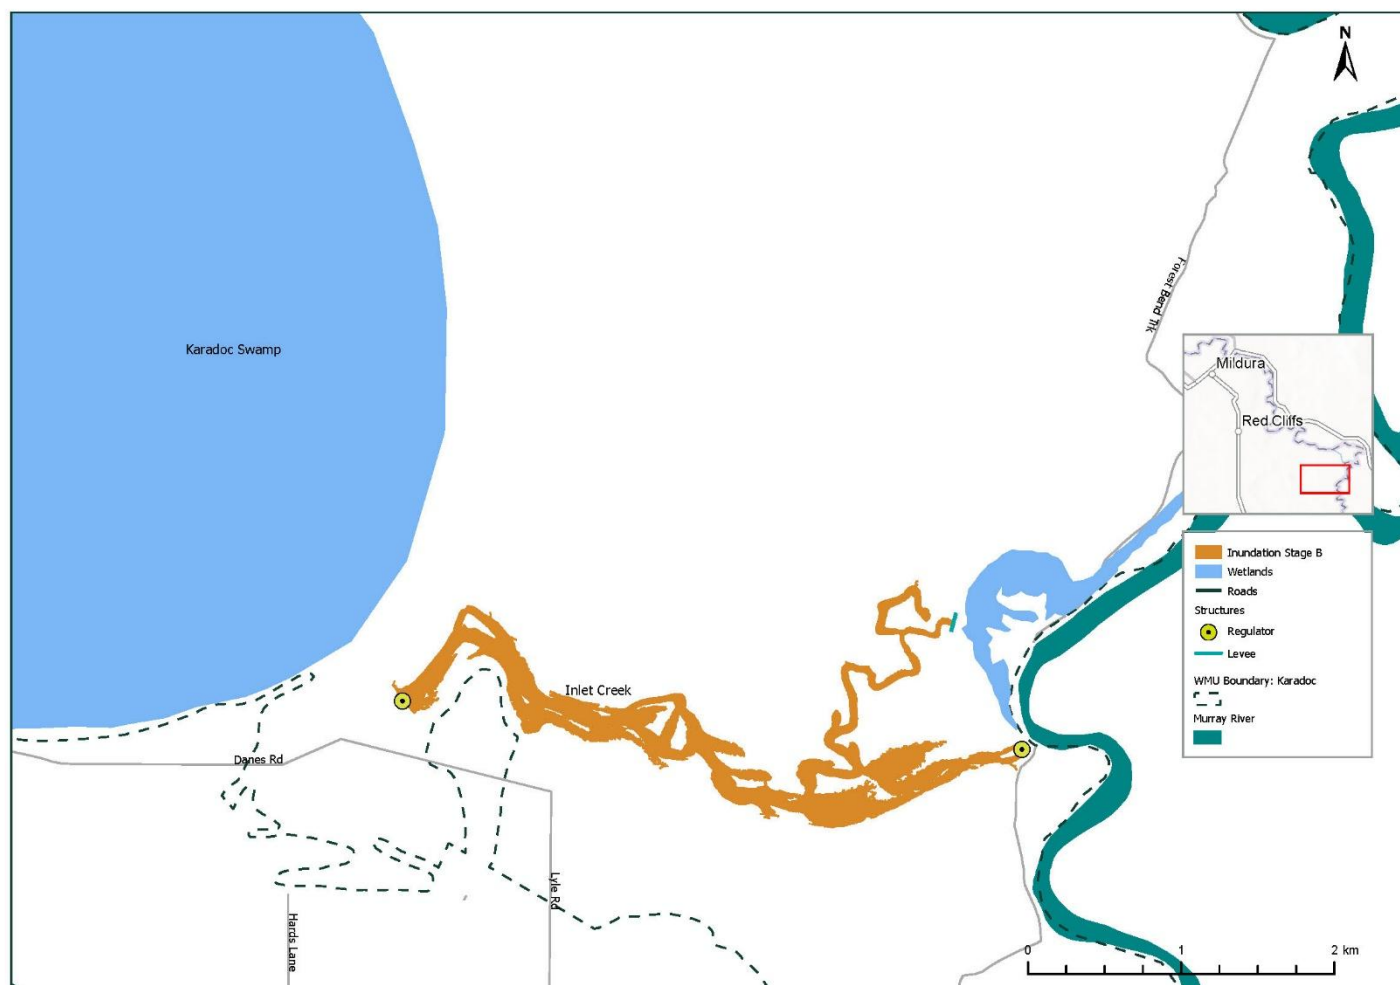 N
Forest Bend Trk
Karadoc Swamp
Mildura
Red Cliffs
Inundation Stage B
Wetlands
Roads
Structures
Regulator
Levee
WMU Boundary: Karadoc
Murray River
Inlet Creek
Danes Rd
Lyle Rd
Hards Lane
0 1 2 km